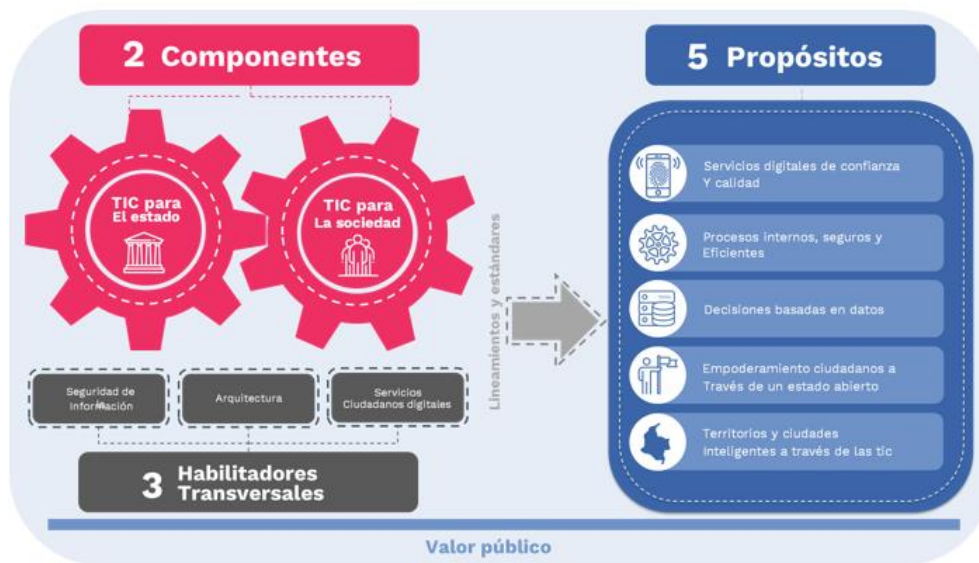 2 Componentes
TIC para
El estado
TIC para
La sociedad
Seguridad de
la
Información
Arquitectura
Servicios
Ciudadanos digitales
3 Habilitadores
Transversales
Lineamientos y estándares
5 Propósitos
Servicios digitales de confianza
Y calidad
Procesos internos, seguros y
Eficientes
Decisiones basadas en datos
Empoderamiento ciudadanos a
Través de un estado abierto
Territorios y ciudades
Inteligentes a través de las tic
Valor público